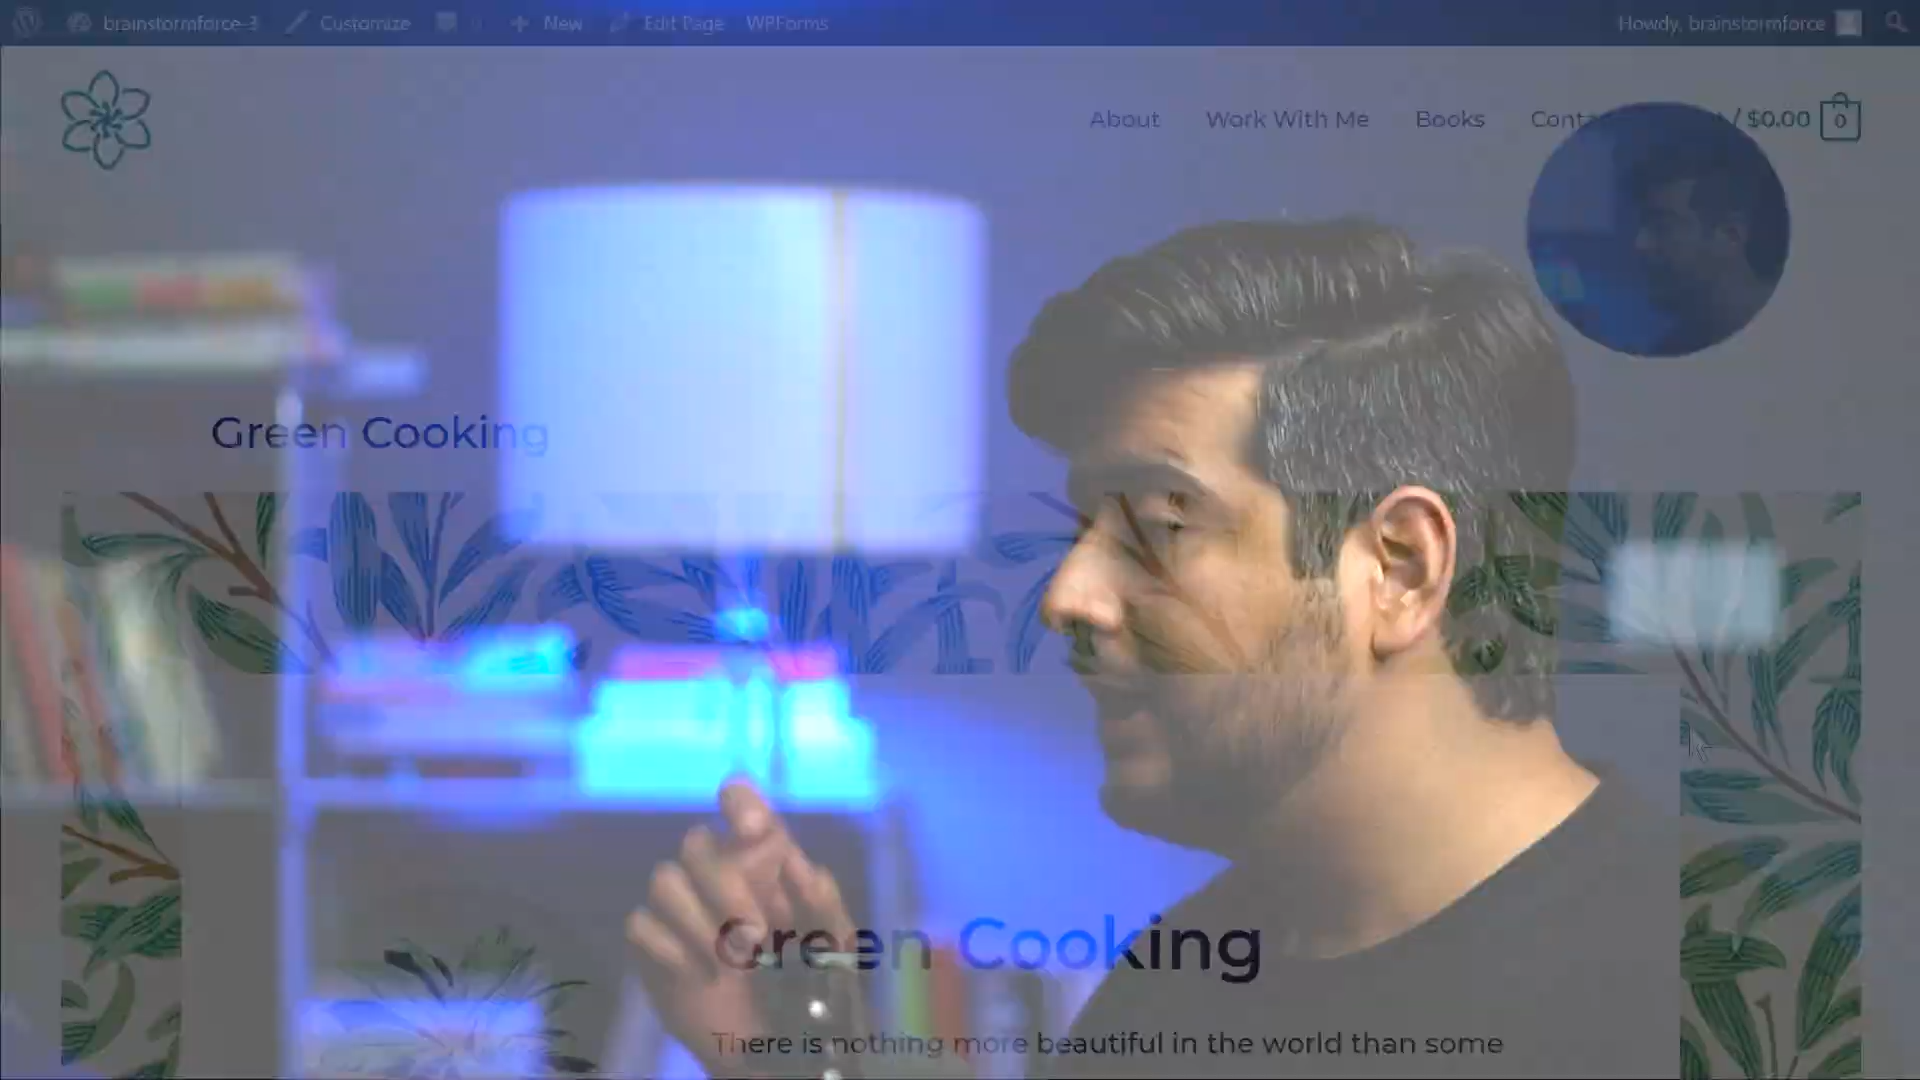 brainstormforce-3 Customize 0 New Edit Page WPForms Howdy, brainstormforce
About Work With Me Books / $0.00 0
Green Cooking
Green Cooking
There is nothing more beautiful in the world than some